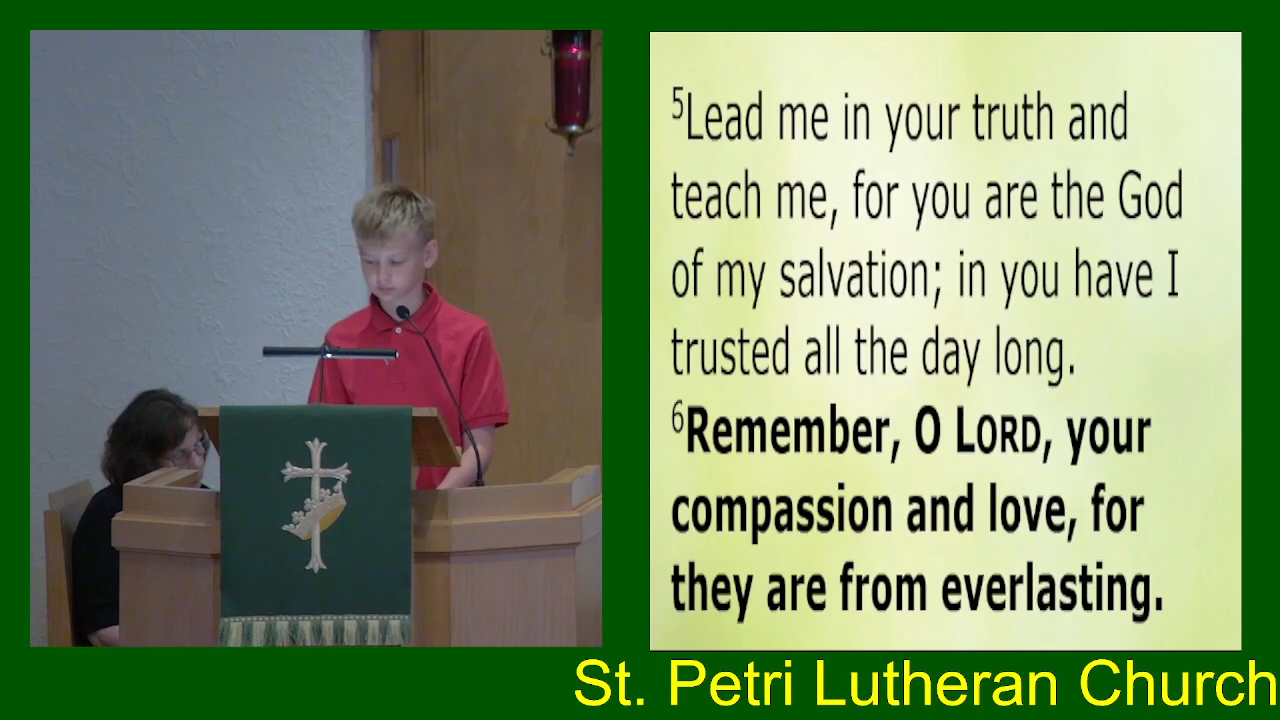 ⁵Lead me in your truth and
teach me, for you are the God
of my salvation; in you have I
trusted all the day long.
⁶Remember, O LORD, your
compassion and love, for
they are from everlasting.
St. Petri Lutheran Church